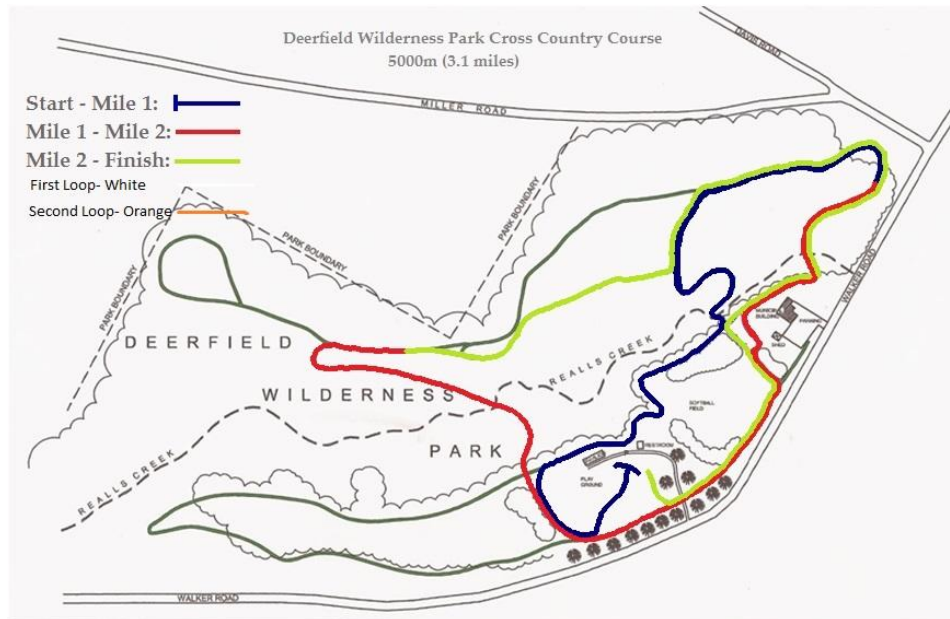 Deerfield Wilderness Park Cross Country Course
5000m (3.1 miles)
DAVIS ROAD
MILLER ROAD
Start - Mile 1:
Mile 1 - Mile 2:
Mile 2 - Finish:
First Loop- White
Second Loop- Orange
PARK BOUNDARY
PARK BOUNDARY
PARK BOUNDARY
WALKER ROAD
PARKING
SHED
DEERFIELD
WILDERNESS
PARK
REALLS CREEK
SOFTBALL
FIELD
RESTROOM
PLAY
GROUND
REALLS CREEK
WALKER ROAD